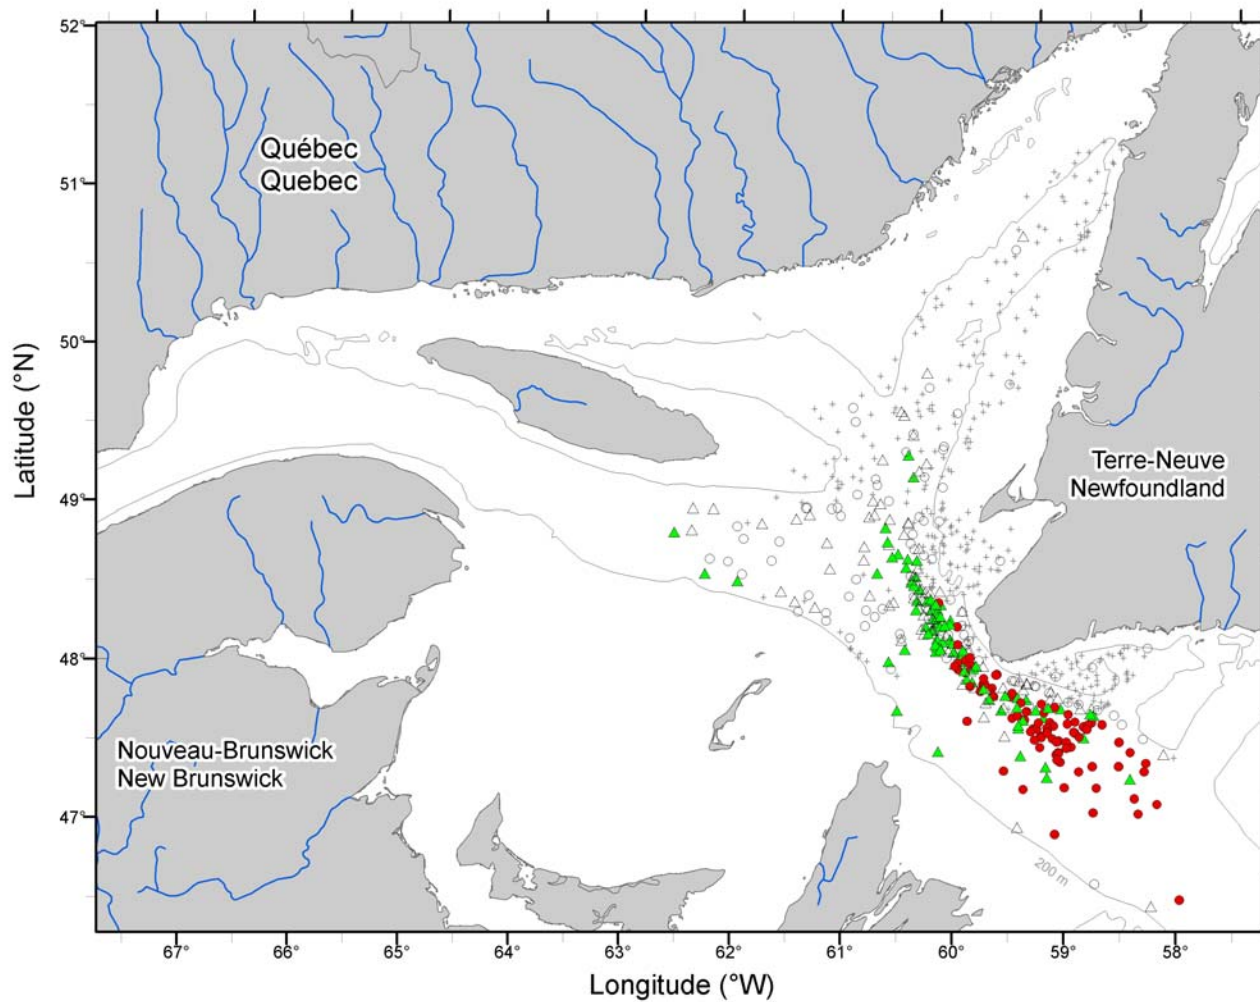 52°
Québec
Quebec
51°
50°
Latitude (°N)
Terre-Neuve
Newfoundland
49°
48°
Nouveau-Brunswick
New Brunswick
47°
200 m
67° 66° 65° 64° 63° 62° 61° 60° 59° 58°
Longitude (°W)